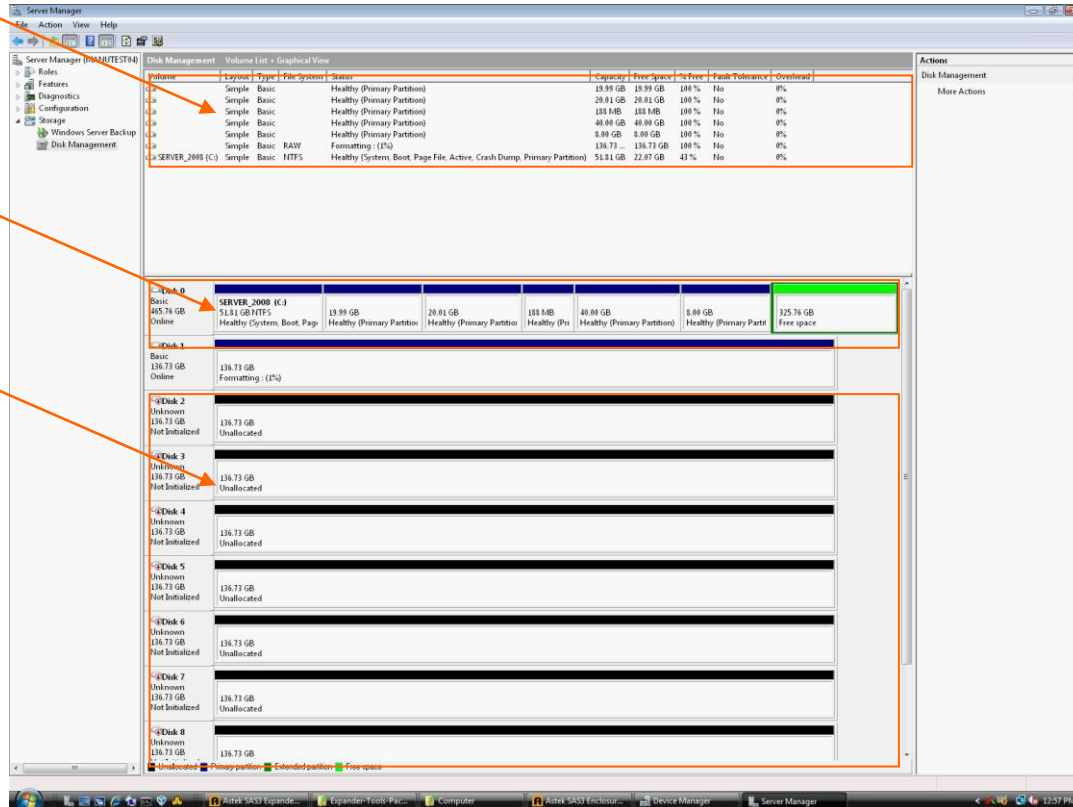 Server Manager
File Action View Help
Server Manager (MANUTEST04)
Roles
Features
Diagnostics
Configuration
Storage
Windows Server Backup
Disk Management
Disk Management Volume List + Graphical View
Volume Layout Type File System Status Capacity Free Space % Free Fault Tolerance Overhead
Simple Basic Healthy (Primary Partition) 19.99 GB 19.99 GB 100 % No 0%
Simple Basic Healthy (Primary Partition) 20.01 GB 20.01 GB 100 % No 0%
Simple Basic Healthy (Primary Partition) 188 MB 188 MB 100 % No 0%
Simple Basic Healthy (Primary Partition) 40.00 GB 40.00 GB 100 % No 0%
Simple Basic Healthy (Primary Partition) 8.00 GB 8.00 GB 100 % No 0%
Simple Basic RAW Formatting : (1%) 136.73 ... 136.73 GB 100 % No 0%
SERVER_2008 (C:) Simple Basic NTFS Healthy (System, Boot, Page File, Active, Crash Dump, Primary Partition) 51.81 GB 22.07 GB 43 % No 0%
Actions
Disk Management
More Actions
Disk 0
Basic
465.76 GB
Online
SERVER_2008 (C:)
51.81 GB NTFS
Healthy (System, Boot, Pag
19.99 GB
Healthy (Primary Partitio
20.01 GB
Healthy (Primary Partitio
188 MB
Healthy (Pri
40.00 GB
Healthy (Primary Partition)
8.00 GB
Healthy (Primary Partit
325.76 GB
Free space
Disk 1
Basic
136.73 GB
Online
136.73 GB
Formatting : (1%)
Disk 2
Unknown
136.73 GB
Not Initialized
136.73 GB
Unallocated
Disk 3
Unknown
136.73 GB
Not Initialized
136.73 GB
Unallocated
Disk 4
Unknown
136.73 GB
Not Initialized
136.73 GB
Unallocated
Disk 5
Unknown
136.73 GB
Not Initialized
136.73 GB
Unallocated
Disk 6
Unknown
136.73 GB
Not Initialized
136.73 GB
Unallocated
Disk 7
Unknown
136.73 GB
Not Initialized
136.73 GB
Unallocated
Disk 8
Unknown
136.73 GB
136.73 GB
Unallocated Primary partition Extended partition Free space
Astek SAS3 Expande... Expander-Tools-Pac... Computer Astek SAS3 Enclosur... Device Manager Server Manager 12:57 PM